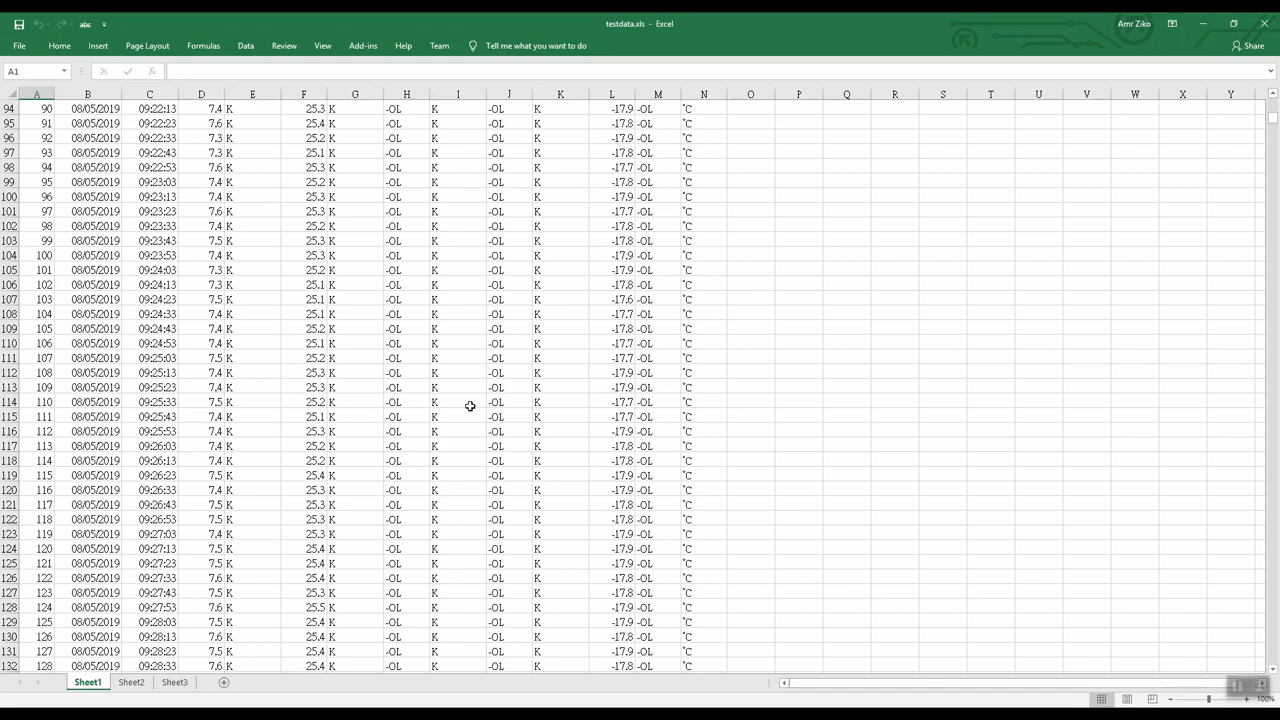 testdata.xls - Excel
Amr Ziko
abc
File Home Insert Page Layout Formulas Data Review View Add-ins Help Team Tell me what you want to do Share
A1 fx
A B C D E F G H I J K L M N O P Q R S T U V W X Y
94 90 08/05/2019 09:22:13 7.4 K 25.3 K -OL K -OL K -17.9 -OL ℃
95 91 08/05/2019 09:22:23 7.6 K 25.4 K -OL K -OL K -17.8 -OL ℃
96 92 08/05/2019 09:22:33 7.3 K 25.2 K -OL K -OL K -17.9 -OL ℃
97 93 08/05/2019 09:22:43 7.3 K 25.1 K -OL K -OL K -17.8 -OL ℃
98 94 08/05/2019 09:22:53 7.6 K 25.3 K -OL K -OL K -17.7 -OL ℃
99 95 08/05/2019 09:23:03 7.4 K 25.2 K -OL K -OL K -17.8 -OL ℃
100 96 08/05/2019 09:23:13 7.4 K 25.3 K -OL K -OL K -17.9 -OL ℃
101 97 08/05/2019 09:23:23 7.6 K 25.3 K -OL K -OL K -17.7 -OL ℃
102 98 08/05/2019 09:23:33 7.4 K 25.2 K -OL K -OL K -17.8 -OL ℃
103 99 08/05/2019 09:23:43 7.5 K 25.3 K -OL K -OL K -17.8 -OL ℃
104 100 08/05/2019 09:23:53 7.4 K 25.3 K -OL K -OL K -17.9 -OL ℃
105 101 08/05/2019 09:24:03 7.3 K 25.2 K -OL K -OL K -17.8 -OL ℃
106 102 08/05/2019 09:24:13 7.3 K 25.1 K -OL K -OL K -17.8 -OL ℃
107 103 08/05/2019 09:24:23 7.5 K 25.1 K -OL K -OL K -17.6 -OL ℃
108 104 08/05/2019 09:24:33 7.4 K 25.1 K -OL K -OL K -17.7 -OL ℃
109 105 08/05/2019 09:24:43 7.4 K 25.2 K -OL K -OL K -17.8 -OL ℃
110 106 08/05/2019 09:24:53 7.4 K 25.1 K -OL K -OL K -17.7 -OL ℃
111 107 08/05/2019 09:25:03 7.5 K 25.2 K -OL K -OL K -17.8 -OL ℃
112 108 08/05/2019 09:25:13 7.4 K 25.3 K -OL K -OL K -17.9 -OL ℃
113 109 08/05/2019 09:25:23 7.4 K 25.3 K -OL K -OL K -17.9 -OL ℃
114 110 08/05/2019 09:25:33 7.5 K 25.2 K -OL K -OL K -17.7 -OL ℃
115 111 08/05/2019 09:25:43 7.4 K 25.1 K -OL K -OL K -17.7 -OL ℃
116 112 08/05/2019 09:25:53 7.4 K 25.3 K -OL K -OL K -17.9 -OL ℃
117 113 08/05/2019 09:26:03 7.4 K 25.2 K -OL K -OL K -17.8 -OL ℃
118 114 08/05/2019 09:26:13 7.4 K 25.2 K -OL K -OL K -17.8 -OL ℃
119 115 08/05/2019 09:26:23 7.5 K 25.4 K -OL K -OL K -17.9 -OL ℃
120 116 08/05/2019 09:26:33 7.4 K 25.3 K -OL K -OL K -17.9 -OL ℃
121 117 08/05/2019 09:26:43 7.5 K 25.3 K -OL K -OL K -17.8 -OL ℃
122 118 08/05/2019 09:26:53 7.5 K 25.3 K -OL K -OL K -17.8 -OL ℃
123 119 08/05/2019 09:27:03 7.4 K 25.3 K -OL K -OL K -17.9 -OL ℃
124 120 08/05/2019 09:27:13 7.5 K 25.4 K -OL K -OL K -17.9 -OL ℃
125 121 08/05/2019 09:27:23 7.5 K 25.4 K -OL K -OL K -17.9 -OL ℃
126 122 08/05/2019 09:27:33 7.6 K 25.4 K -OL K -OL K -17.8 -OL ℃
127 123 08/05/2019 09:27:43 7.5 K 25.3 K -OL K -OL K -17.8 -OL ℃
128 124 08/05/2019 09:27:53 7.6 K 25.5 K -OL K -OL K -17.9 -OL ℃
129 125 08/05/2019 09:28:03 7.5 K 25.4 K -OL K -OL K -17.9 -OL ℃
130 126 08/05/2019 09:28:13 7.6 K 25.4 K -OL K -OL K -17.8 -OL ℃
131 127 08/05/2019 09:28:23 7.5 K 25.4 K -OL K -OL K -17.9 -OL ℃
132 128 08/05/2019 09:28:33 7.6 K 25.4 K -OL K -OL K -17.8 -OL ℃
Sheet1 Sheet2 Sheet3
100%